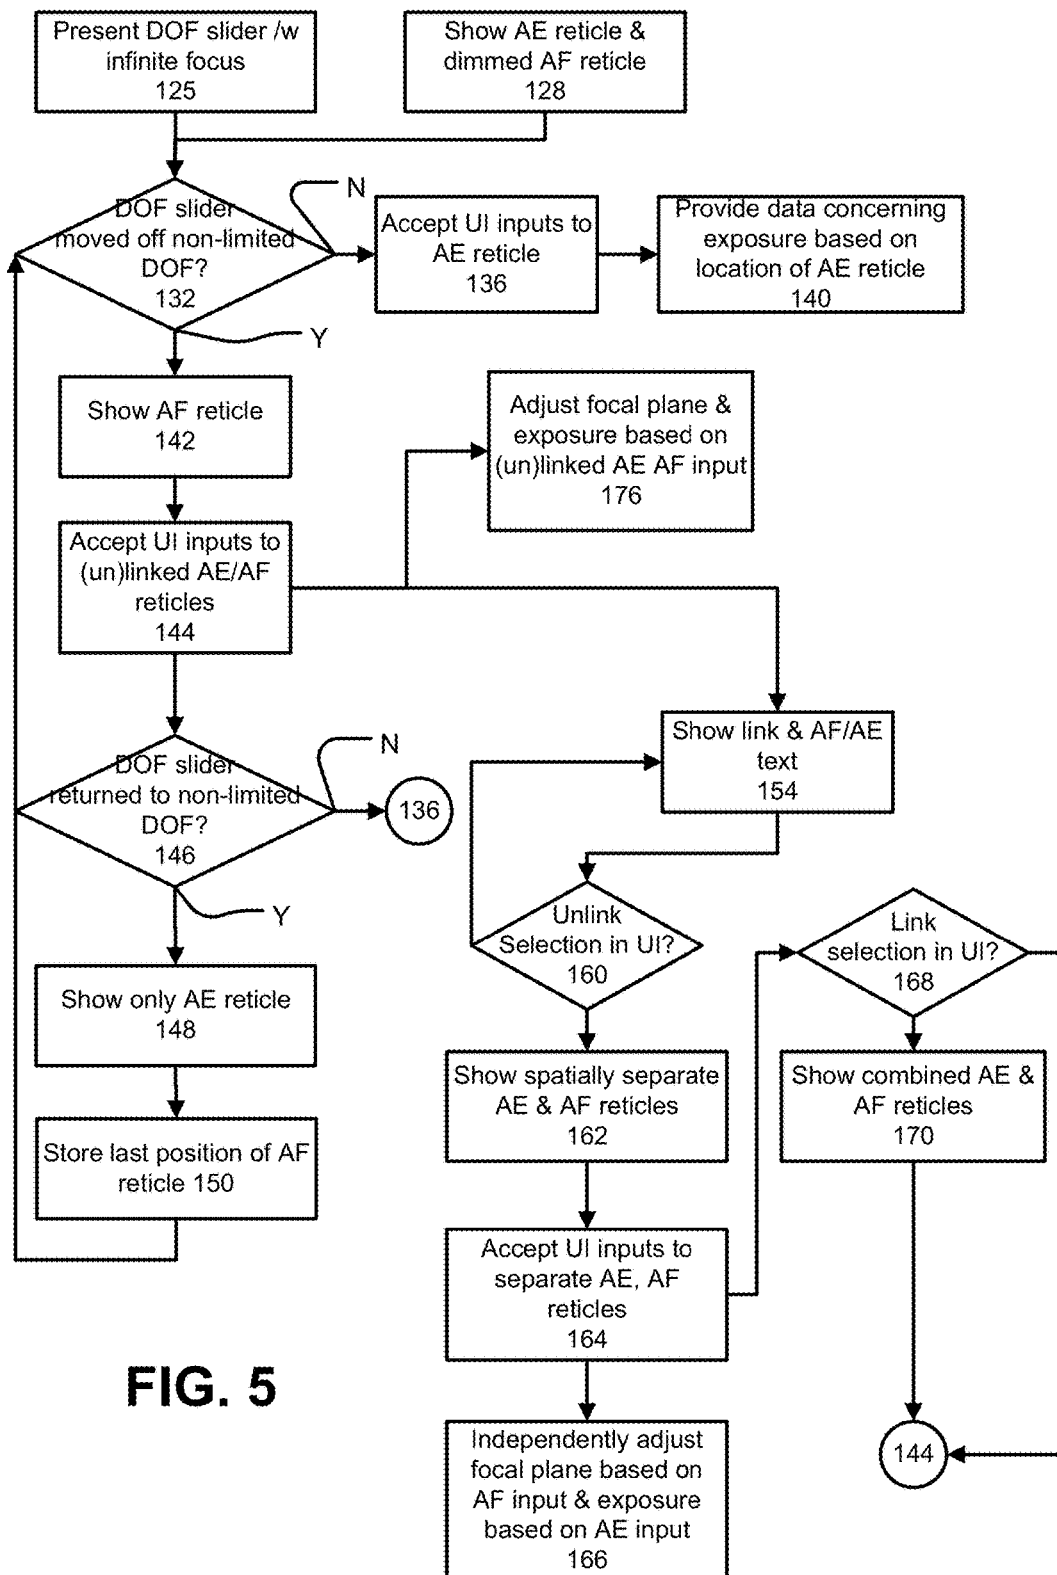 Present DOF slider /w
infinite focus
125
Show AE reticle &
dimmed AF reticle
128
DOF slider
moved off non-limited
DOF?
132
N
Y
Accept UI inputs to
AE reticle
136
Provide data concerning
exposure based on
location of AE reticle
140
Show AF reticle
142
Adjust focal plane &
exposure based on
(un)linked AE AF input
176
Accept UI inputs to
(un)linked AE/AF
reticles
144
DOF slider
returned to non-limited
DOF?
146
N
136
Y
Show link & AF/AE
text
154
Unlink
Selection in UI?
160
Link
selection in UI?
168
Show only AE reticle
148
Show spatially separate
AE & AF reticles
162
Show combined AE &
AF reticles
170
Store last position of AF
reticle 150
Accept UI inputs to
separate AE, AF
reticles
164
FIG. 5
Independently adjust
focal plane based on
AF input & exposure
based on AE input
166
144